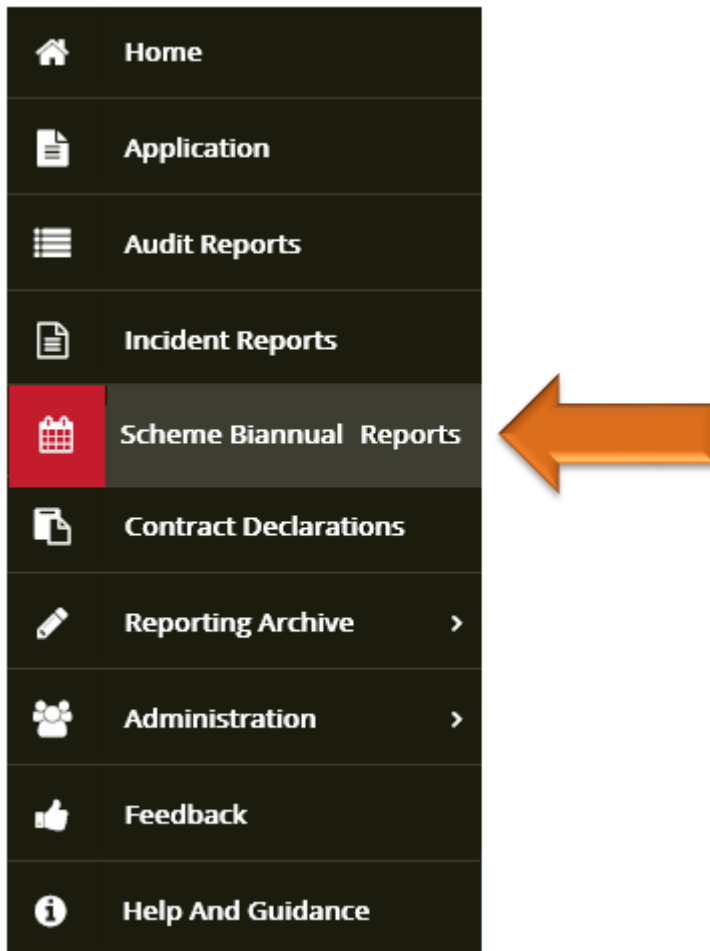 Home
Application
Audit Reports
Incident Reports
Scheme Biannual  Reports
Contract Declarations
Reporting Archive
Administration
Feedback
Help And Guidance